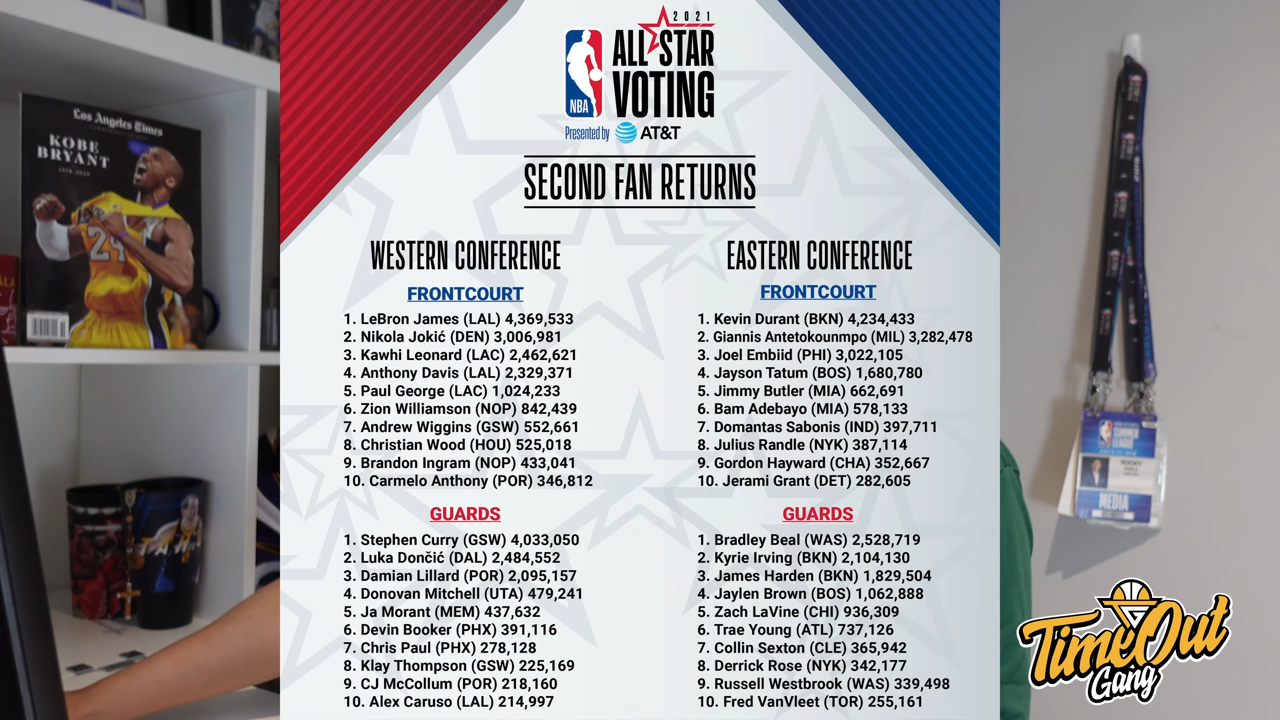 2021
ALL STAR
VOTING
NBA
Presented by AT&T
SECOND FAN RETURNS
WESTERN CONFERENCE
FRONTCOURT
1. LeBron James (LAL) 4,369,533
2. Nikola Jokić (DEN) 3,006,981
3. Kawhi Leonard (LAC) 2,462,621
4. Anthony Davis (LAL) 2,329,371
5. Paul George (LAC) 1,024,233
6. Zion Williamson (NOP) 842,439
7. Andrew Wiggins (GSW) 552,661
8. Christian Wood (HOU) 525,018
9. Brandon Ingram (NOP) 433,041
10. Carmelo Anthony (POR) 346,812
GUARDS
1. Stephen Curry (GSW) 4,033,050
2. Luka Dončić (DAL) 2,484,552
3. Damian Lillard (POR) 2,095,157
4. Donovan Mitchell (UTA) 479,241
5. Ja Morant (MEM) 437,632
6. Devin Booker (PHX) 391,116
7. Chris Paul (PHX) 278,128
8. Klay Thompson (GSW) 225,169
9. CJ McCollum (POR) 218,160
10. Alex Caruso (LAL) 214,997
EASTERN CONFERENCE
FRONTCOURT
1. Kevin Durant (BKN) 4,234,433
2. Giannis Antetokounmpo (MIL) 3,282,478
3. Joel Embiid (PHI) 3,022,105
4. Jayson Tatum (BOS) 1,680,780
5. Jimmy Butler (MIA) 662,691
6. Bam Adebayo (MIA) 578,133
7. Domantas Sabonis (IND) 397,711
8. Julius Randle (NYK) 387,114
9. Gordon Hayward (CHA) 352,667
10. Jerami Grant (DET) 282,605
GUARDS
1. Bradley Beal (WAS) 2,528,719
2. Kyrie Irving (BKN) 2,104,130
3. James Harden (BKN) 1,829,504
4. Jaylen Brown (BOS) 1,062,888
5. Zach LaVine (CHI) 936,309
6. Trae Young (ATL) 737,126
7. Collin Sexton (CLE) 365,942
8. Derrick Rose (NYK) 342,177
9. Russell Westbrook (WAS) 339,498
10. Fred VanVleet (TOR) 255,161
Los Angeles Times
KOBE
BRYANT
24
SUMMER
LEAGUE
MEDIA
TimeOut
Gang